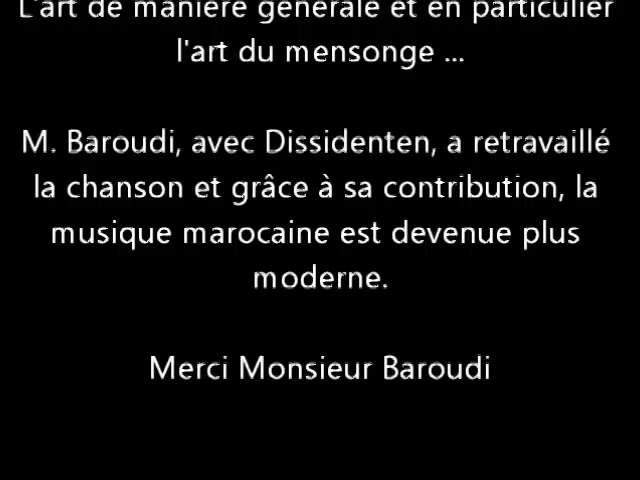 L'art de manière générale et en particulier
l'art du mensonge ...
M. Baroudi, avec Dissidenten, a retravaillé
la chanson et grâce à sa contribution, la
musique marocaine est devenue plus
moderne.
Merci Monsieur Baroudi